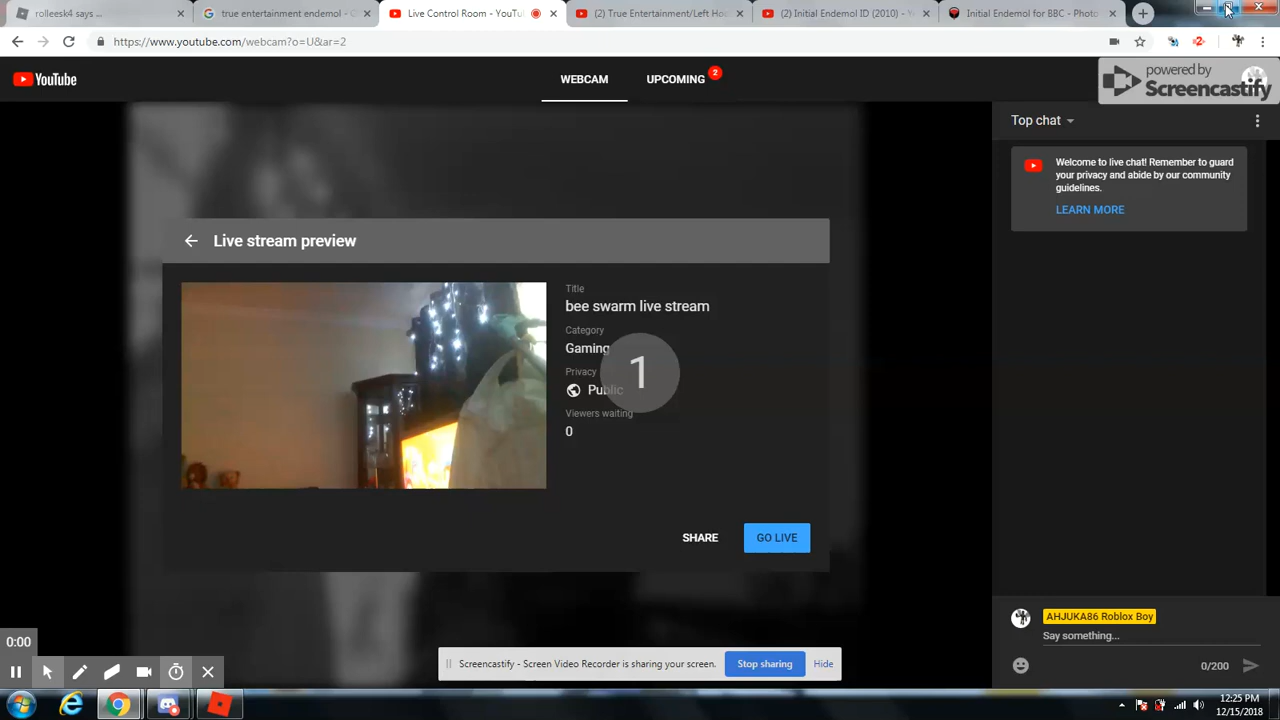 rolleesk4 says ...
true entertainment endemol - G
Live Control Room - YouTu
(2) True Entertainment/Left Hou
(2) Initial Endemol ID (2010) - Y
Initial Endemol for BBC - Photo
https://www.youtube.com/webcam?o=U&ar=2
YouTube
WEBCAM
UPCOMING 2
powered by
Screencastify
Top chat
Welcome to live chat! Remember to guard
your privacy and abide by our community
guidelines.
LEARN MORE
Live stream preview
Title
bee swarm live stream
Category
Gaming
1
Privacy
Public
Viewers waiting
0
SHARE
GO LIVE
AHJUKA86 Roblox Boy
Say something...
0/200
0:00
Screencastify - Screen Video Recorder is sharing your screen.
Stop sharing
Hide
12:25 PM
12/15/2018